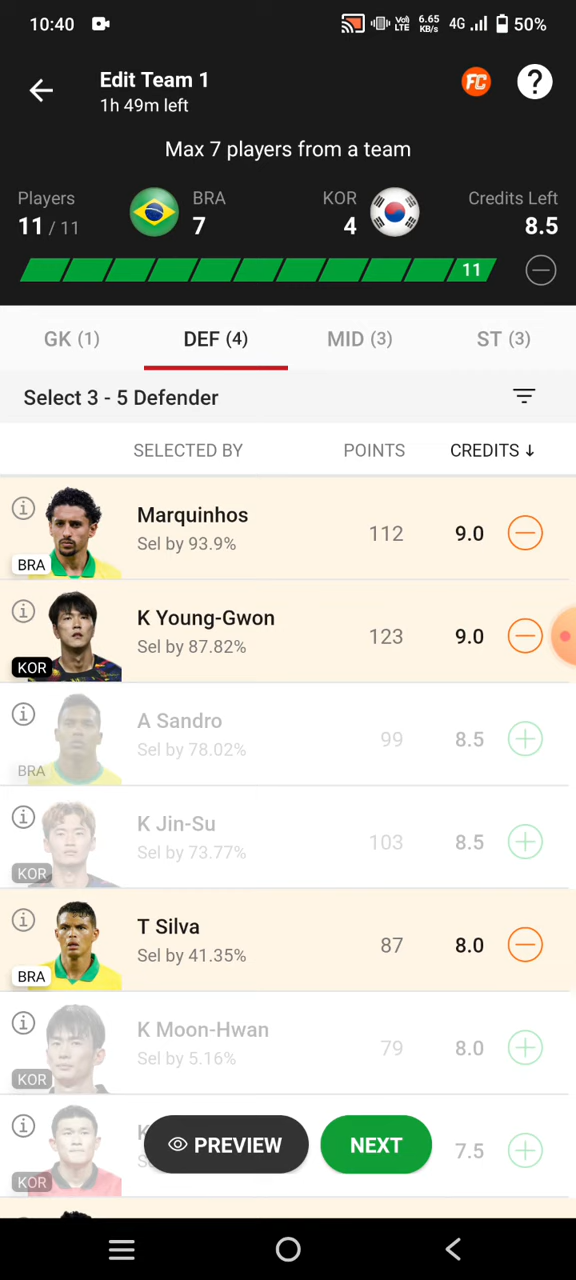 10:40 Vo) LTE 6.65 KB/s 4G 50%
Edit Team 1
1h 49m left
FC ?
Max 7 players from a team
Players BRA KOR Credits Left
11 / 11 7 4 8.5
11
GK (1) DEF (4) MID (3) ST (3)
Select 3 - 5 Defender
SELECTED BY POINTS CREDITS ↓
Marquinhos
Sel by 93.9% 112 9.0
BRA
K Young-Gwon
Sel by 87.82% 123 9.0
KOR
A Sandro
Sel by 78.02% 99 8.5
BRA
K Jin-Su
Sel by 73.77% 103 8.5
KOR
T Silva
Sel by 41.35% 87 8.0
BRA
K Moon-Hwan
Sel by 5.16% 79 8.0
KOR
K
PREVIEW NEXT 7.5
KOR